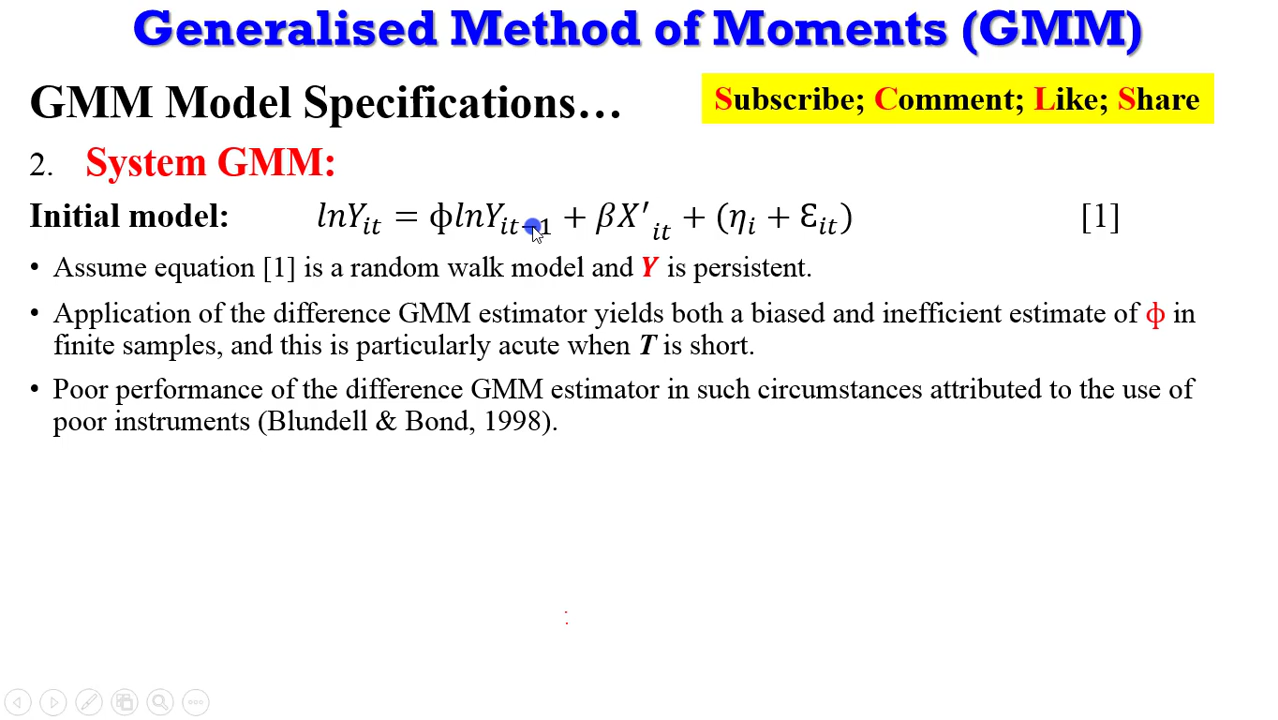 Generalised Method of Moments (GMM)
GMM Model Specifications…
Subscribe; Comment; Like; Share
2. System GMM:
Initial model: lnY_it = ϕlnY_it−1 + βX′_it + (η_i + Ɛ_it) [1]
• Assume equation [1] is a random walk model and Y is persistent.
• Application of the difference GMM estimator yields both a biased and inefficient estimate of ϕ in
finite samples, and this is particularly acute when T is short.
• Poor performance of the difference GMM estimator in such circumstances attributed to the use of
poor instruments (Blundell & Bond, 1998).